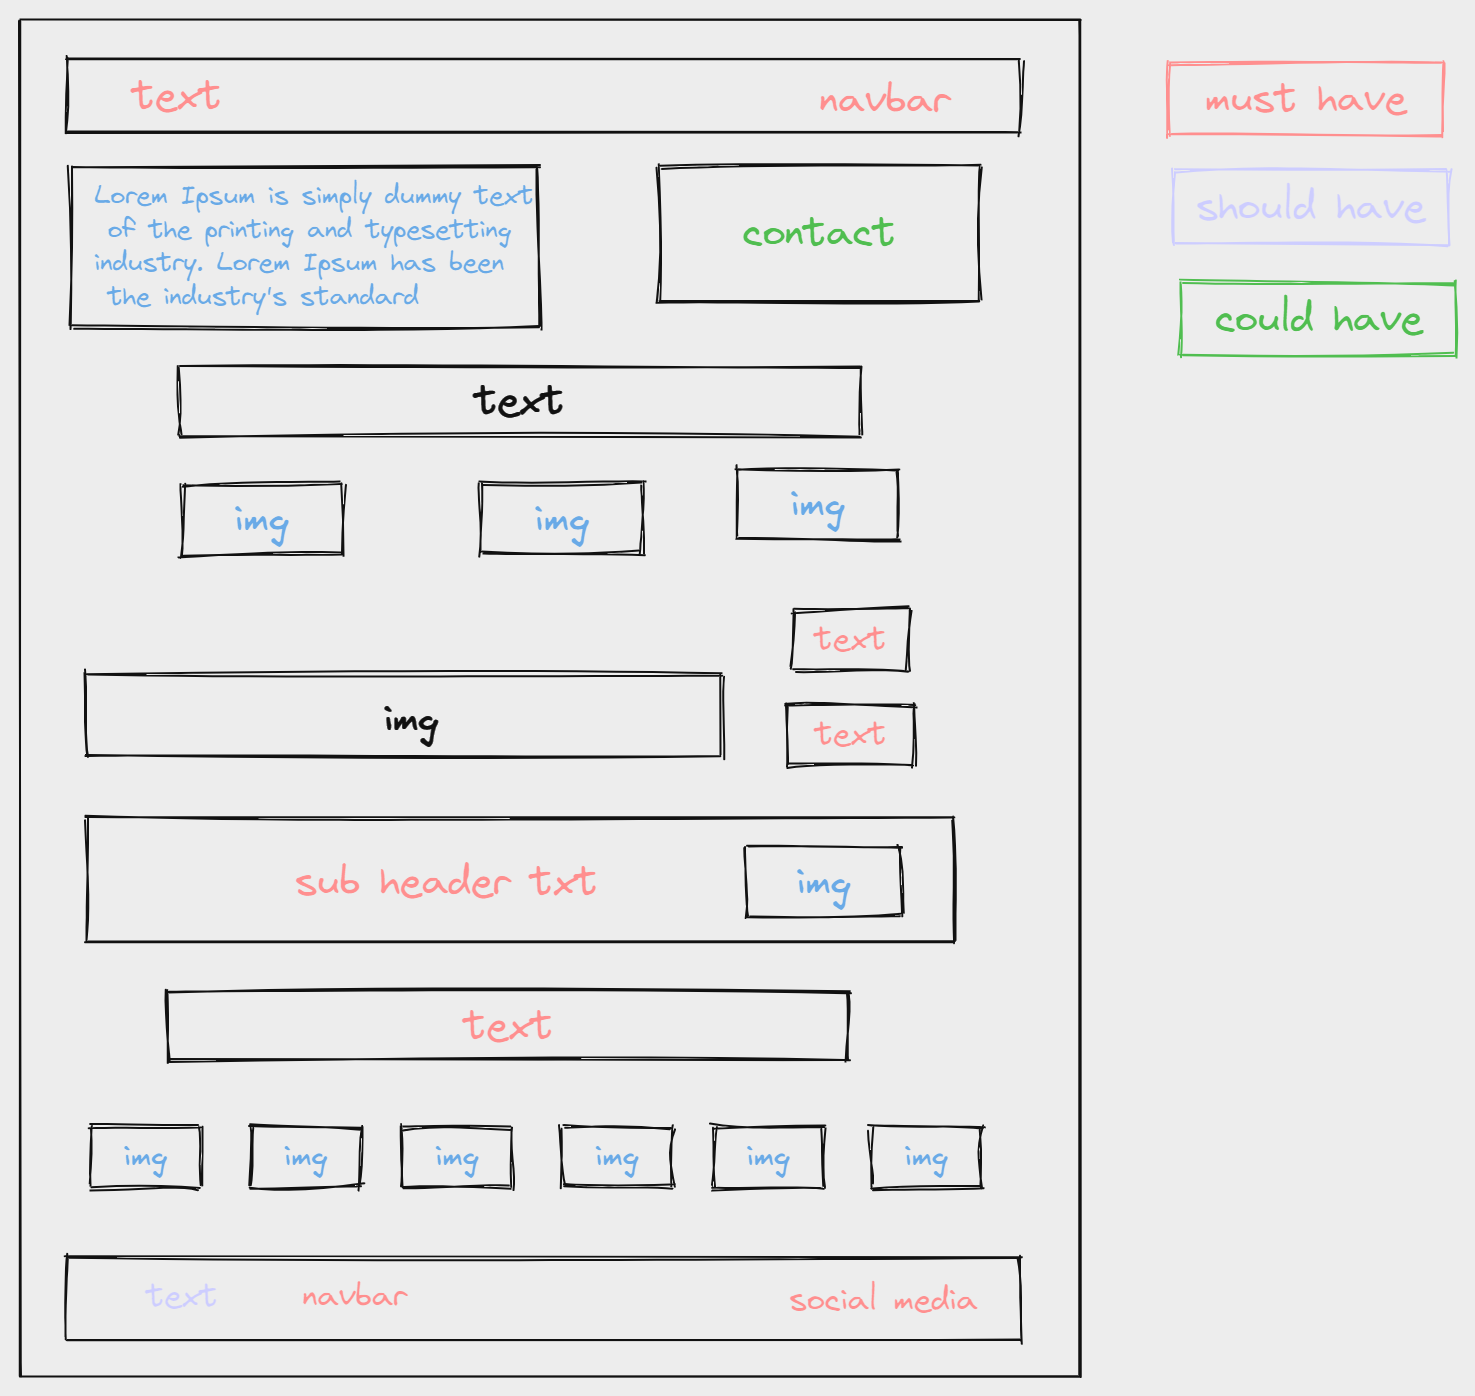 text
navbar
must have
should have
could have
Lorem Ipsum is simply dummy text
of the printing and typesetting
industry. Lorem Ipsum has been
the industry's standard
contact
text
img
img
img
text
img
text
sub header txt
img
text
img
img
img
img
img
img
text
navbar
social media